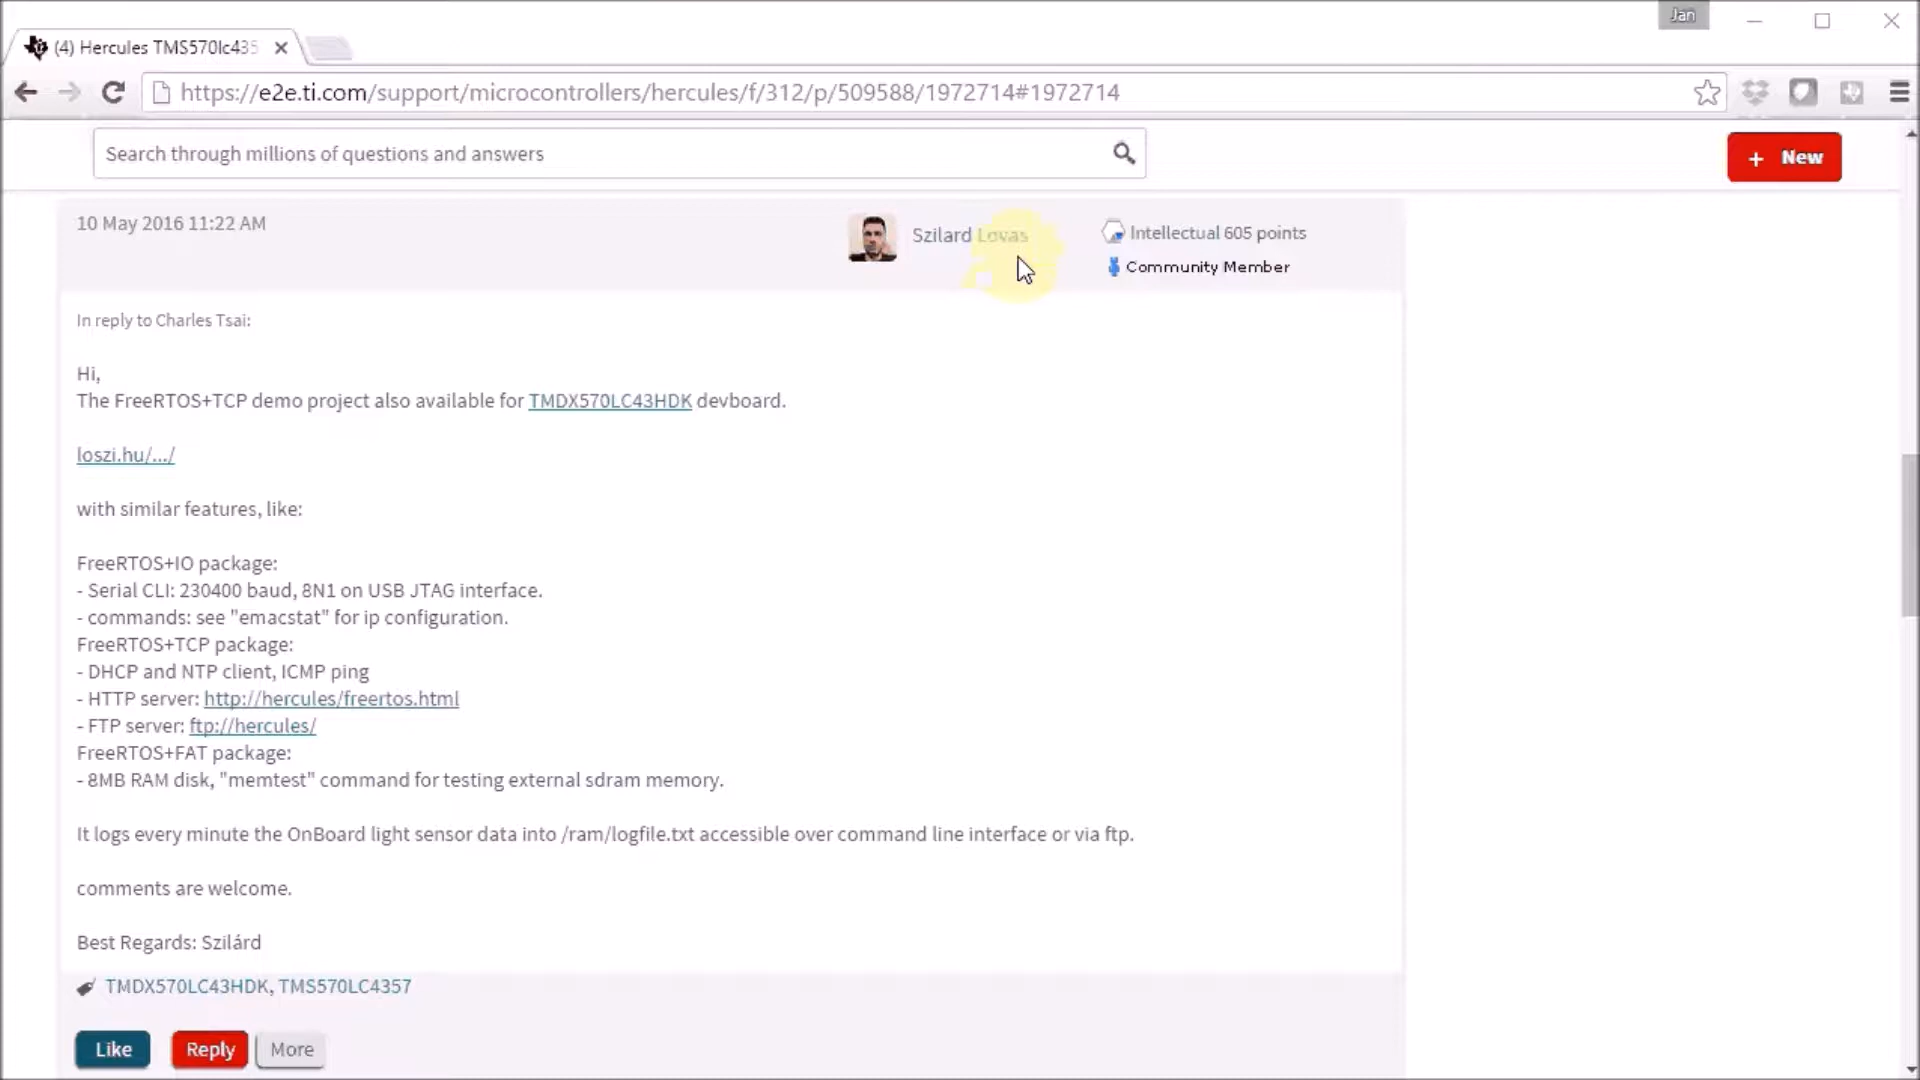 Jan
(4) Hercules TMS570lc435
https://e2e.ti.com/support/microcontrollers/hercules/f/312/p/509588/1972714#1972714
Search through millions of questions and answers
+ New
10 May 2016 11:22 AM
Szilard Lovas
Intellectual 605 points
Community Member
In reply to Charles Tsai:
Hi,
The FreeRTOS+TCP demo project also available for TMDX570LC43HDK devboard.
loszi.hu/.../
with similar features, like:
FreeRTOS+IO package:
- Serial CLI: 230400 baud, 8N1 on USB JTAG interface.
- commands: see "emacstat" for ip configuration.
FreeRTOS+TCP package:
- DHCP and NTP client, ICMP ping
- HTTP server: http://hercules/freertos.html
- FTP server: ftp://hercules/
FreeRTOS+FAT package:
- 8MB RAM disk, "memtest" command for testing external sdram memory.
It logs every minute the OnBoard light sensor data into /ram/logfile.txt accessible over command line interface or via ftp.
comments are welcome.
Best Regards: Szilárd
TMDX570LC43HDK, TMS570LC4357
Like Reply More